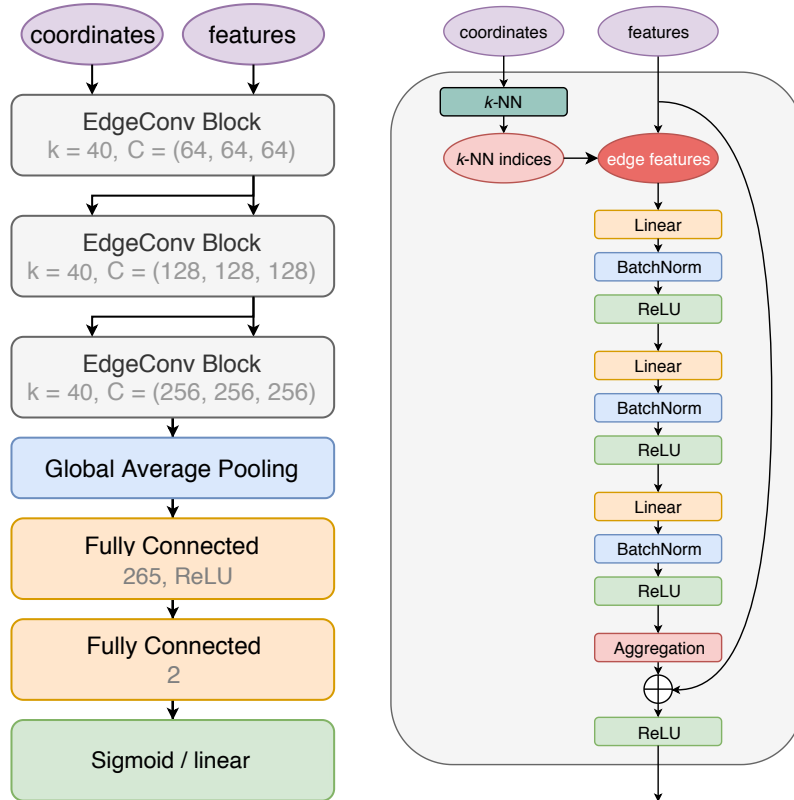 coordinates
features
EdgeConv Block
k = 40, C = (64, 64, 64)
EdgeConv Block
k = 40, C = (128, 128, 128)
EdgeConv Block
k = 40, C = (256, 256, 256)
Global Average Pooling
Fully Connected
265, ReLU
Fully Connected
2
Sigmoid / linear
coordinates
features
k-NN
k-NN indices
edge features
Linear
BatchNorm
ReLU
Linear
BatchNorm
ReLU
Linear
BatchNorm
ReLU
Aggregation
ReLU